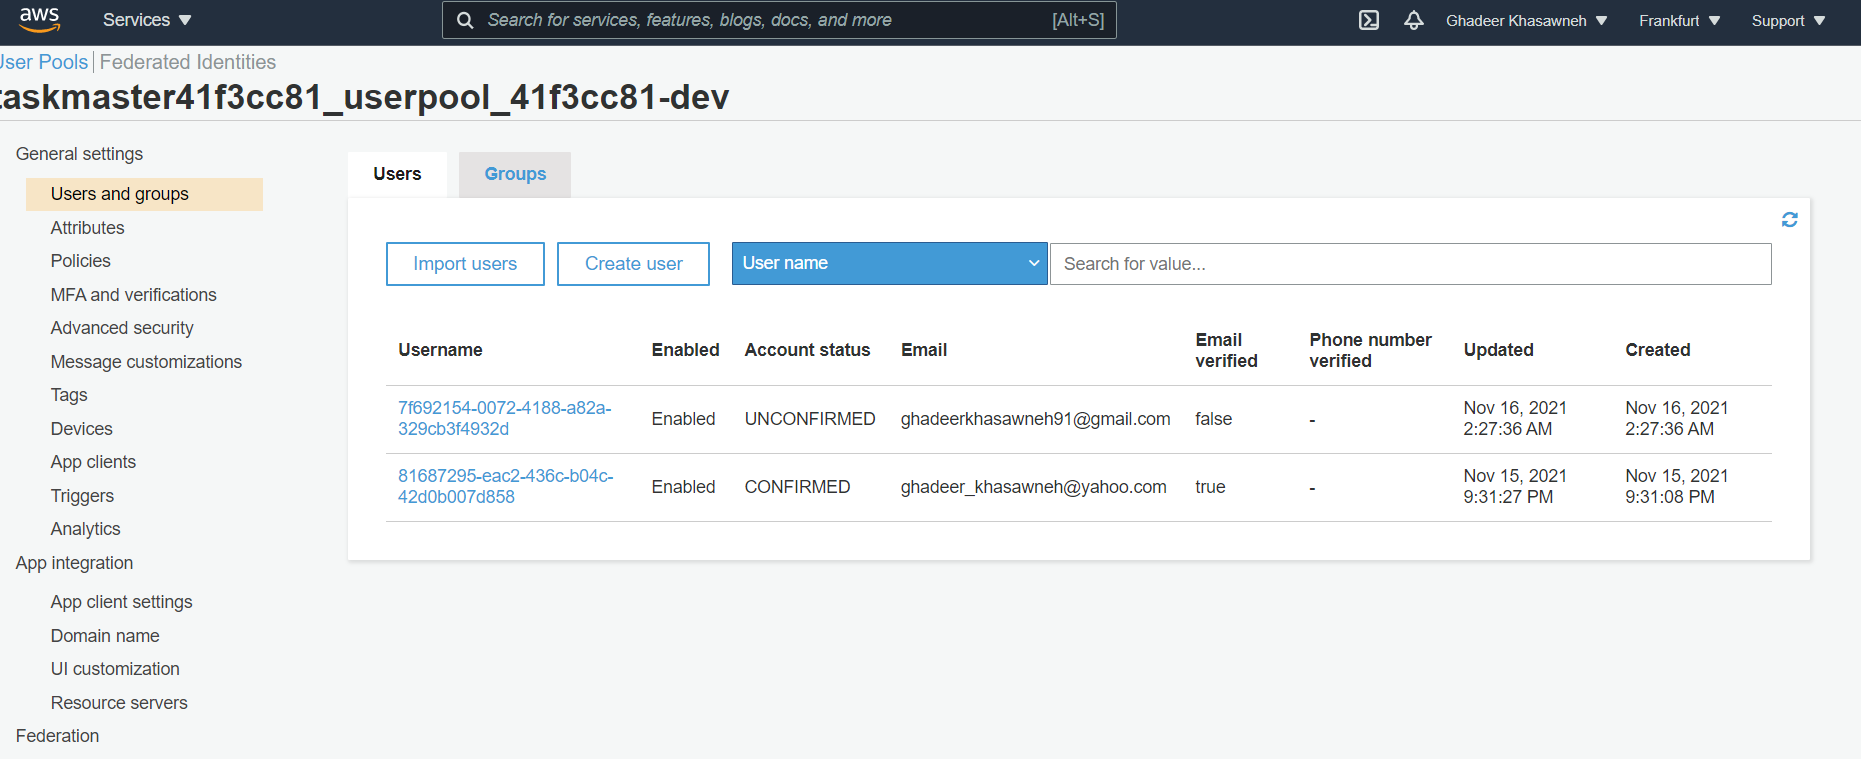 aws
Services
Search for services, features, blogs, docs, and more
[Alt+S]
Ghadeer Khasawneh
Frankfurt
Support
User Pools
Federated Identities
taskmaster41f3cc81_userpool_41f3cc81-dev
General settings
Users and groups
Attributes
Policies
MFA and verifications
Advanced security
Message customizations
Tags
Devices
App clients
Triggers
Analytics
App integration
App client settings
Domain name
UI customization
Resource servers
Federation
Users
Groups
Import users
Create user
User name
Search for value...
Username
Enabled
Account status
Email
Email
verified
Phone number
verified
Updated
Created
7f692154-0072-4188-a82a-
329cb3f4932d
Enabled
UNCONFIRMED
ghadeerkhasawneh91@gmail.com
false
-
Nov 16, 2021
2:27:36 AM
Nov 16, 2021
2:27:36 AM
81687295-eac2-436c-b04c-
42d0b007d858
Enabled
CONFIRMED
ghadeer_khasawneh@yahoo.com
true
-
Nov 15, 2021
9:31:27 PM
Nov 15, 2021
9:31:08 PM